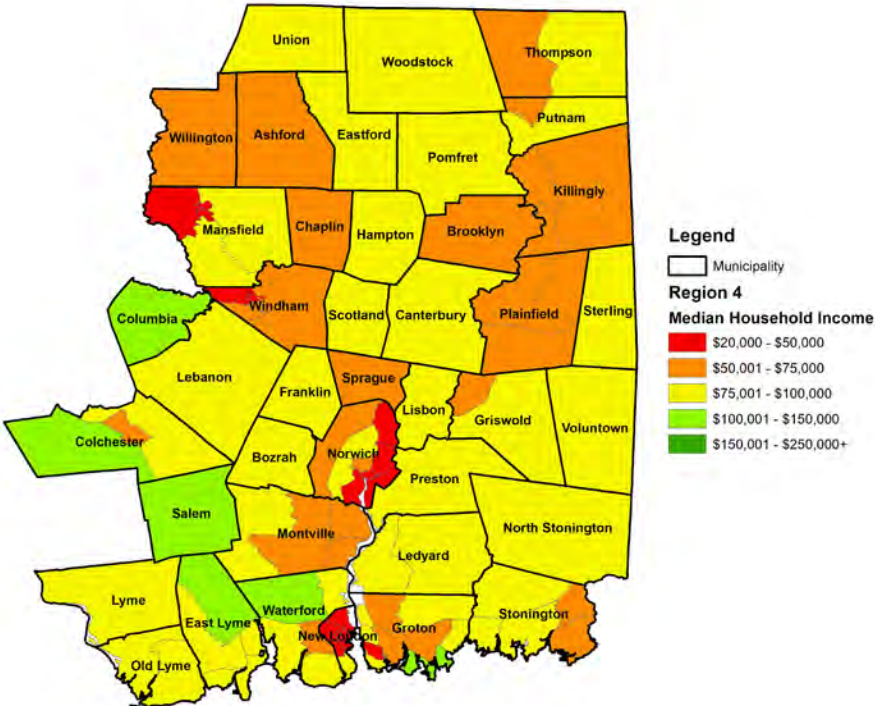 Union
Woodstock
Thompson
Putnam
Willington
Ashford
Eastford
Pomfret
Killingly
Mansfield
Chaplin
Hampton
Brooklyn
Legend
Municipality
Region 4
Median Household Income
$20,000 - $50,000
$50,001 - $75,000
$75,001 - $100,000
$100,001 - $150,000
$150,001 - $250,000+
Columbia
Windham
Scotland
Canterbury
Plainfield
Sterling
Lebanon
Franklin
Sprague
Lisbon
Griswold
Voluntown
Colchester
Bozrah
Norwich
Preston
Salem
Montville
North Stonington
Ledyard
Lyme
East Lyme
Waterford
New London
Groton
Stonington
Old Lyme